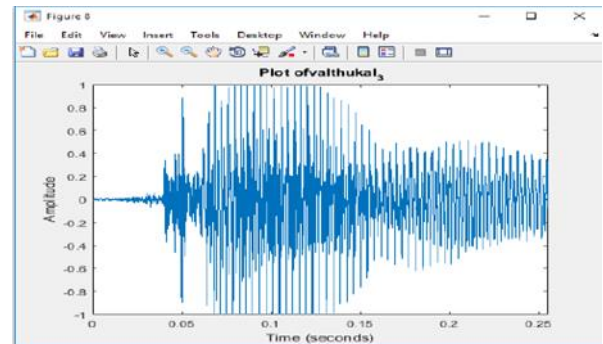 Figure 8
File Edit View Insert Tools Desktop Window Help
Plot ofvalthukal3
1
0.8
0.6
0.4
0.2
0
-0.2
-0.4
-0.6
-0.8
-1
Amplitude
0 0.05 0.1 0.15 0.2 0.25
Time (seconds)